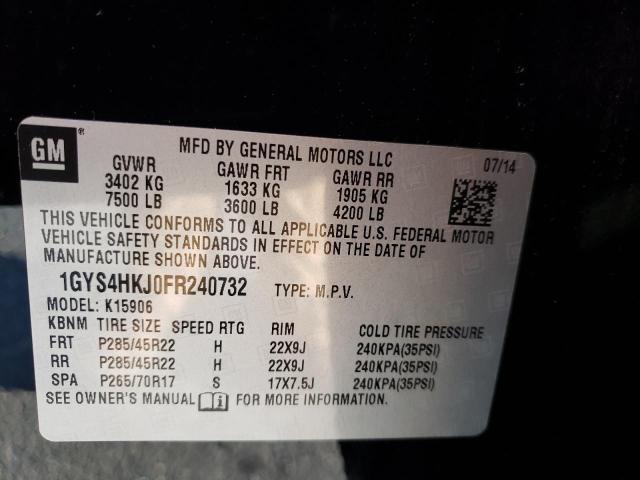 GM ®
MFD BY GENERAL MOTORS LLC
07/14
GVWR GAWR FRT GAWR RR
3402 KG 1633 KG 1905 KG
7500 LB 3600 LB 4200 LB
THIS VEHICLE CONFORMS TO ALL APPLICABLE U.S. FEDERAL MOTOR
VEHICLE SAFETY STANDARDS IN EFFECT ON THE DATE OF
MANUFACTURE SHOWN ABOVE.
1GYS4HKJ0FR240732 TYPE: M.P.V.
MODEL: K15906
KBNM TIRE SIZE SPEED RTG RIM COLD TIRE PRESSURE
FRT P285/45R22 H 22X9J 240KPA(35PSI)
RR P285/45R22 H 22X9J 240KPA(35PSI)
SPA P265/70R17 S 17X7.5J 240KPA(35PSI)
SEE OWNER'S MANUAL FOR MORE INFORMATION.